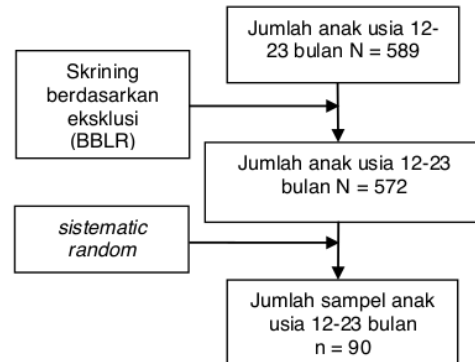 Jumlah anak usia 12-
23 bulan N = 589
Skrining
berdasarkan
eksklusi
(BBLR)
Jumlah anak usia 12-23
bulan N = 572
sistematic
random
Jumlah sampel anak
usia 12-23 bulan
n = 90